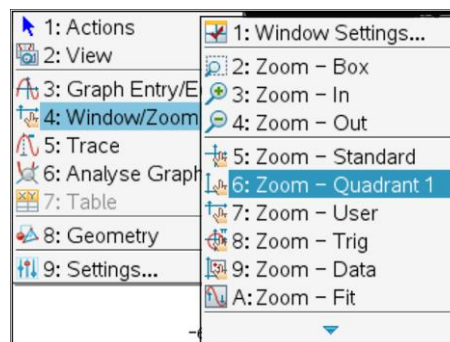 1: Actions
2: View
3: Graph Entry/E
4: Window/Zoom
5: Trace
6: Analyse Graph
7: Table
8: Geometry
9: Settings...
1: Window Settings...
2: Zoom – Box
3: Zoom – In
4: Zoom – Out
5: Zoom – Standard
6: Zoom – Quadrant 1
7: Zoom – User
8: Zoom – Trig
9: Zoom – Data
A: Zoom – Fit